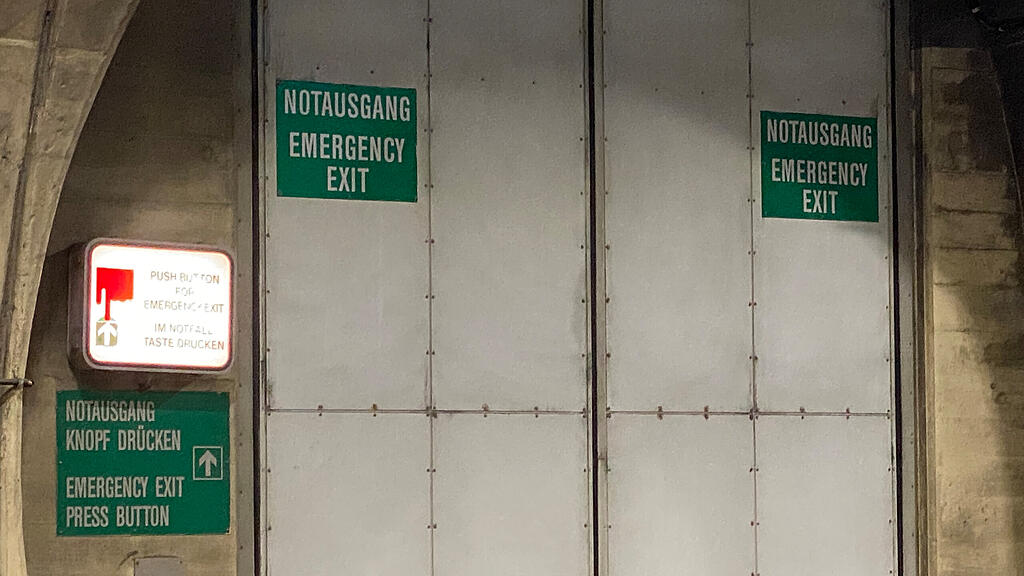 NOTAUSGANG
EMERGENCY
EXIT
NOTAUSGANG
EMERGENCY
EXIT
PUSH BUTTON
FOR
EMERGENCY EXIT
IM NOTFALL
TASTE DRUCKEN
NOTAUSGANG
KNOPF DRÜCKEN
EMERGENCY EXIT
PRESS BUTTON